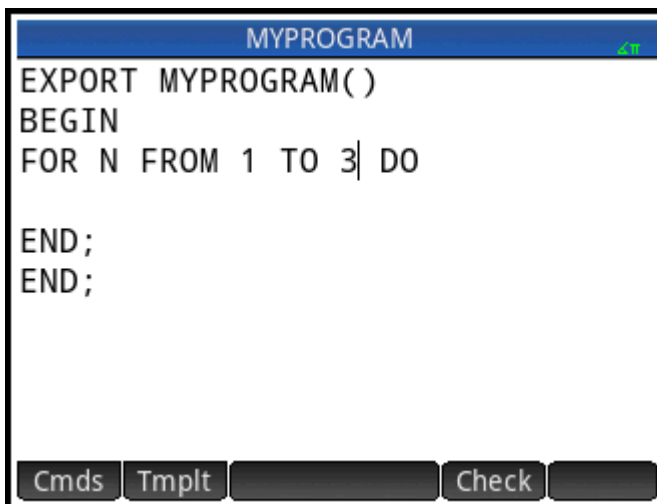 MYPROGRAM
∡π
EXPORT MYPROGRAM()
BEGIN
FOR N FROM 1 TO 3 DO
END;
END;
Cmds Tmplt Check